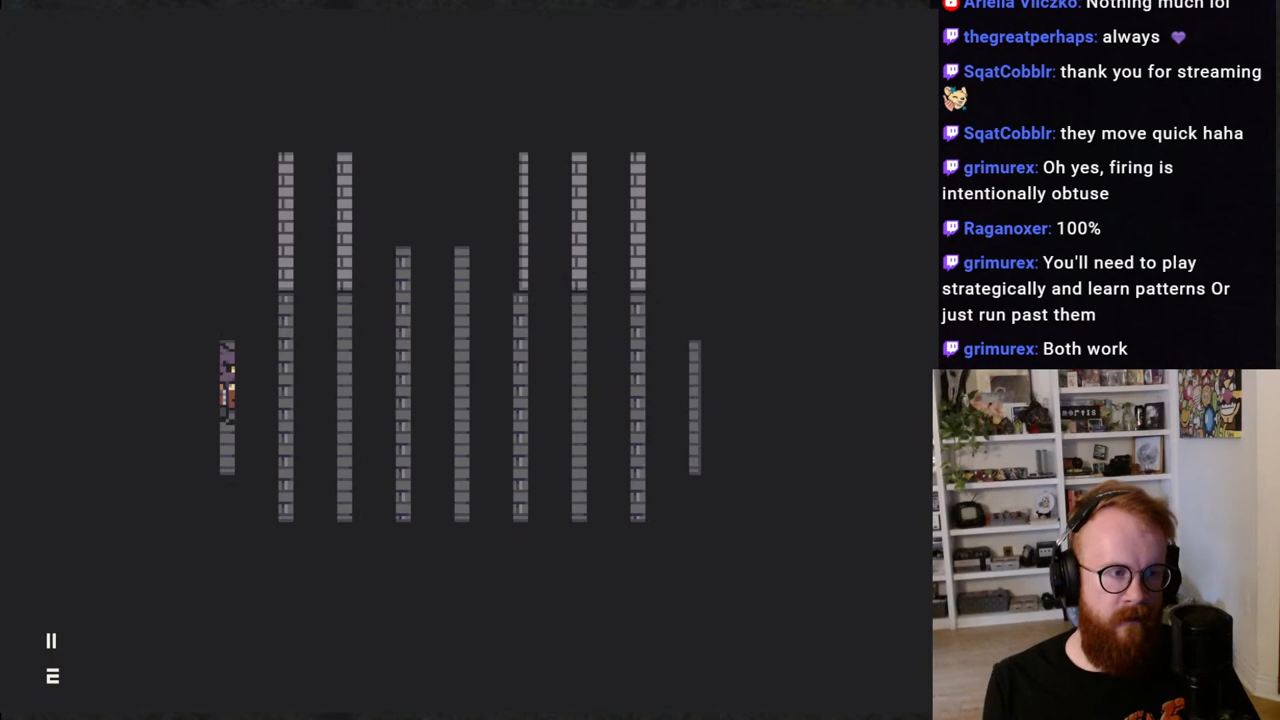 Ariella Vliczko: Nothing much lol
thegreatperhaps: always
SqatCobblr: thank you for streaming
SqatCobblr: they move quick haha
grimurex: Oh yes, firing is
intentionally obtuse
Raganoxer: 100%
grimurex: You'll need to play
strategically and learn patterns Or
just run past them
grimurex: Both work
mortis